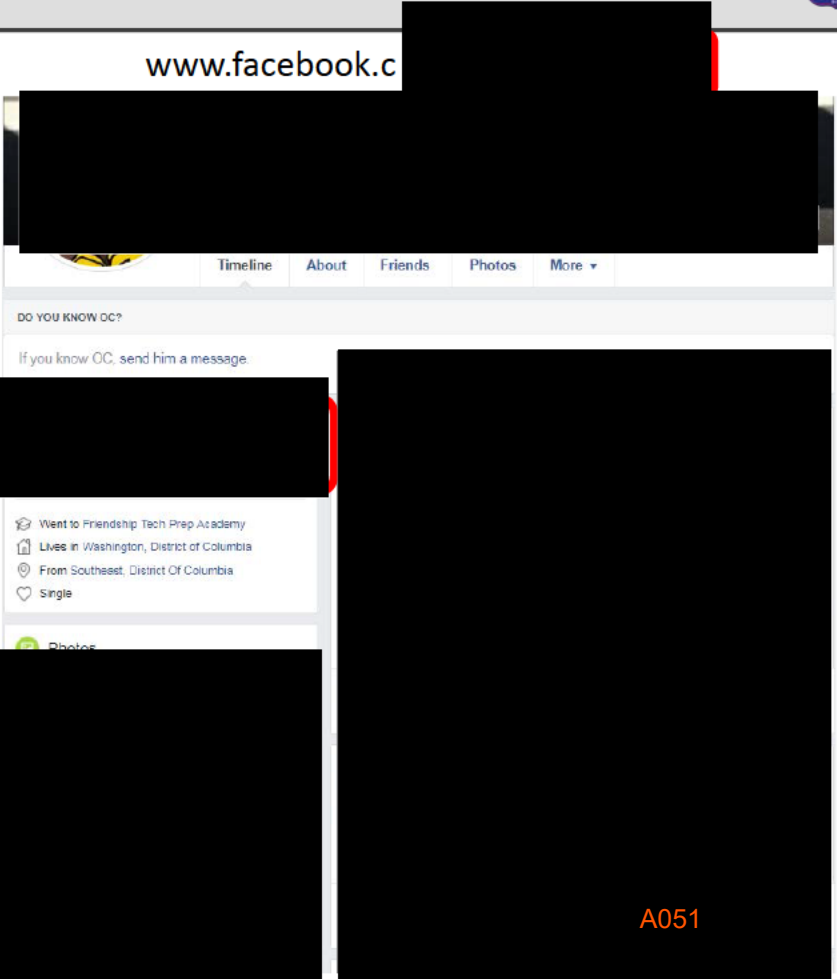 www.facebook.c
Timeline About Friends Photos More
DO YOU KNOW OC?
If you know OC, send him a message.
Went to Friendship Tech Prep Academy
Lives in Washington, District of Columbia
From Southeast, District Of Columbia
Single
Photos
A051